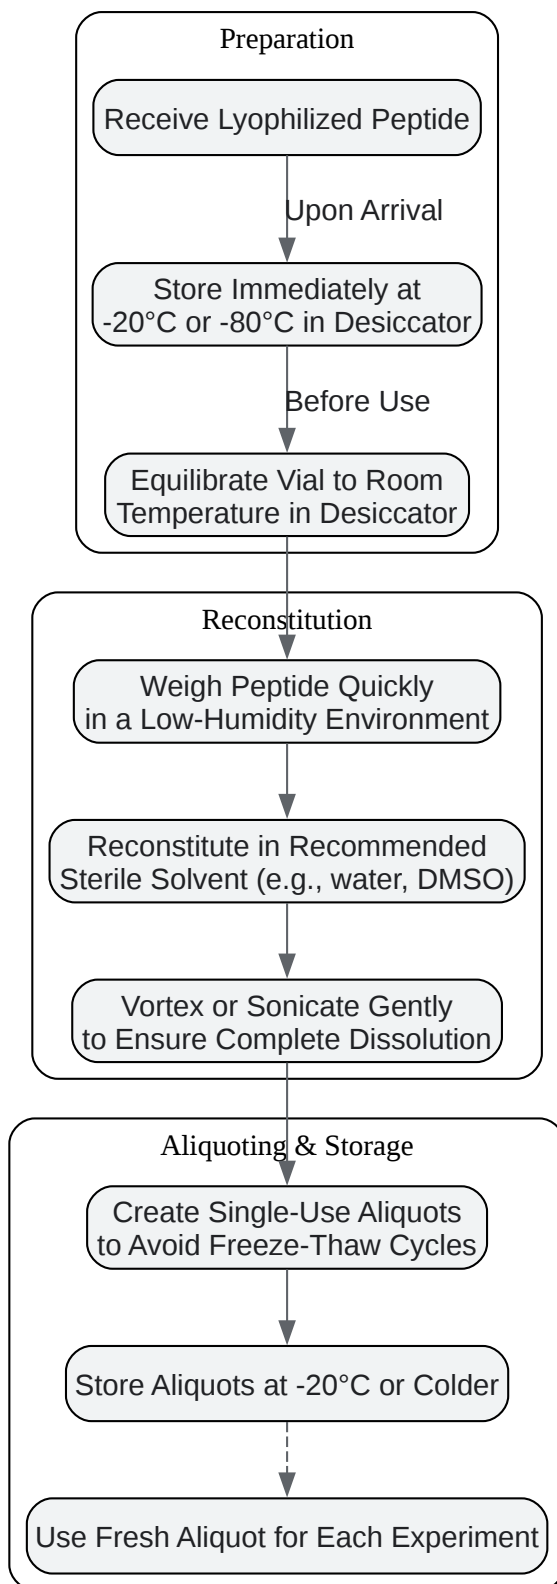 Preparation
Receive Lyophilized Peptide
Upon Arrival
Store Immediately at
-20°C or -80°C in Desiccator
Before Use
Equilibrate Vial to Room
Temperature in Desiccator
Reconstitution
Weigh Peptide Quickly
in a Low-Humidity Environment
Reconstitute in Recommended
Sterile Solvent (e.g., water, DMSO)
Vortex or Sonicate Gently
to Ensure Complete Dissolution
Aliquoting & Storage
Create Single-Use Aliquots
to Avoid Freeze-Thaw Cycles
Store Aliquots at -20°C or Colder
Use Fresh Aliquot for Each Experiment